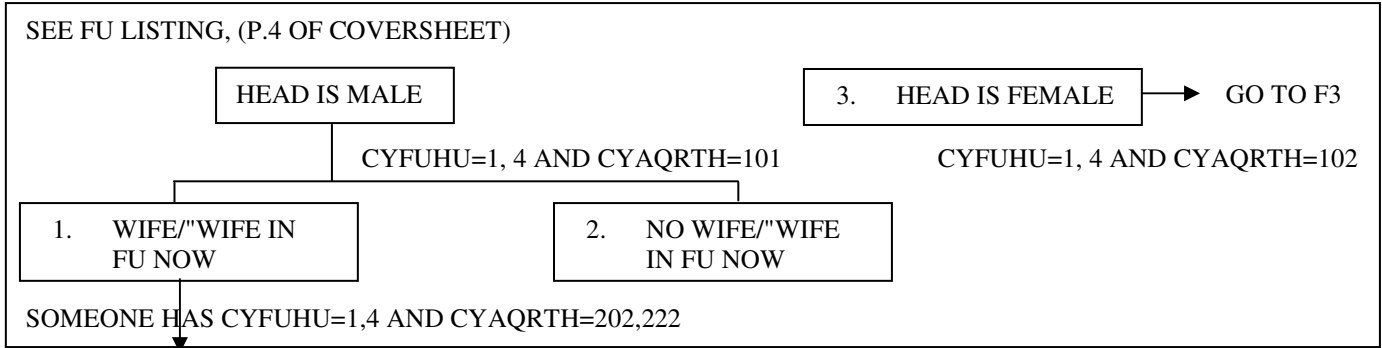 SEE FU LISTING, (P.4 OF COVERSHEET)
HEAD IS MALE
3. HEAD IS FEMALE
GO TO F3
CYFUHU=1, 4 AND CYAQRTH=101
CYFUHU=1, 4 AND CYAQRTH=102
1. WIFE/"WIFE IN
FU NOW
2. NO WIFE/"WIFE
IN FU NOW
SOMEONE HAS CYFUHU=1,4 AND CYAQRTH=202,222